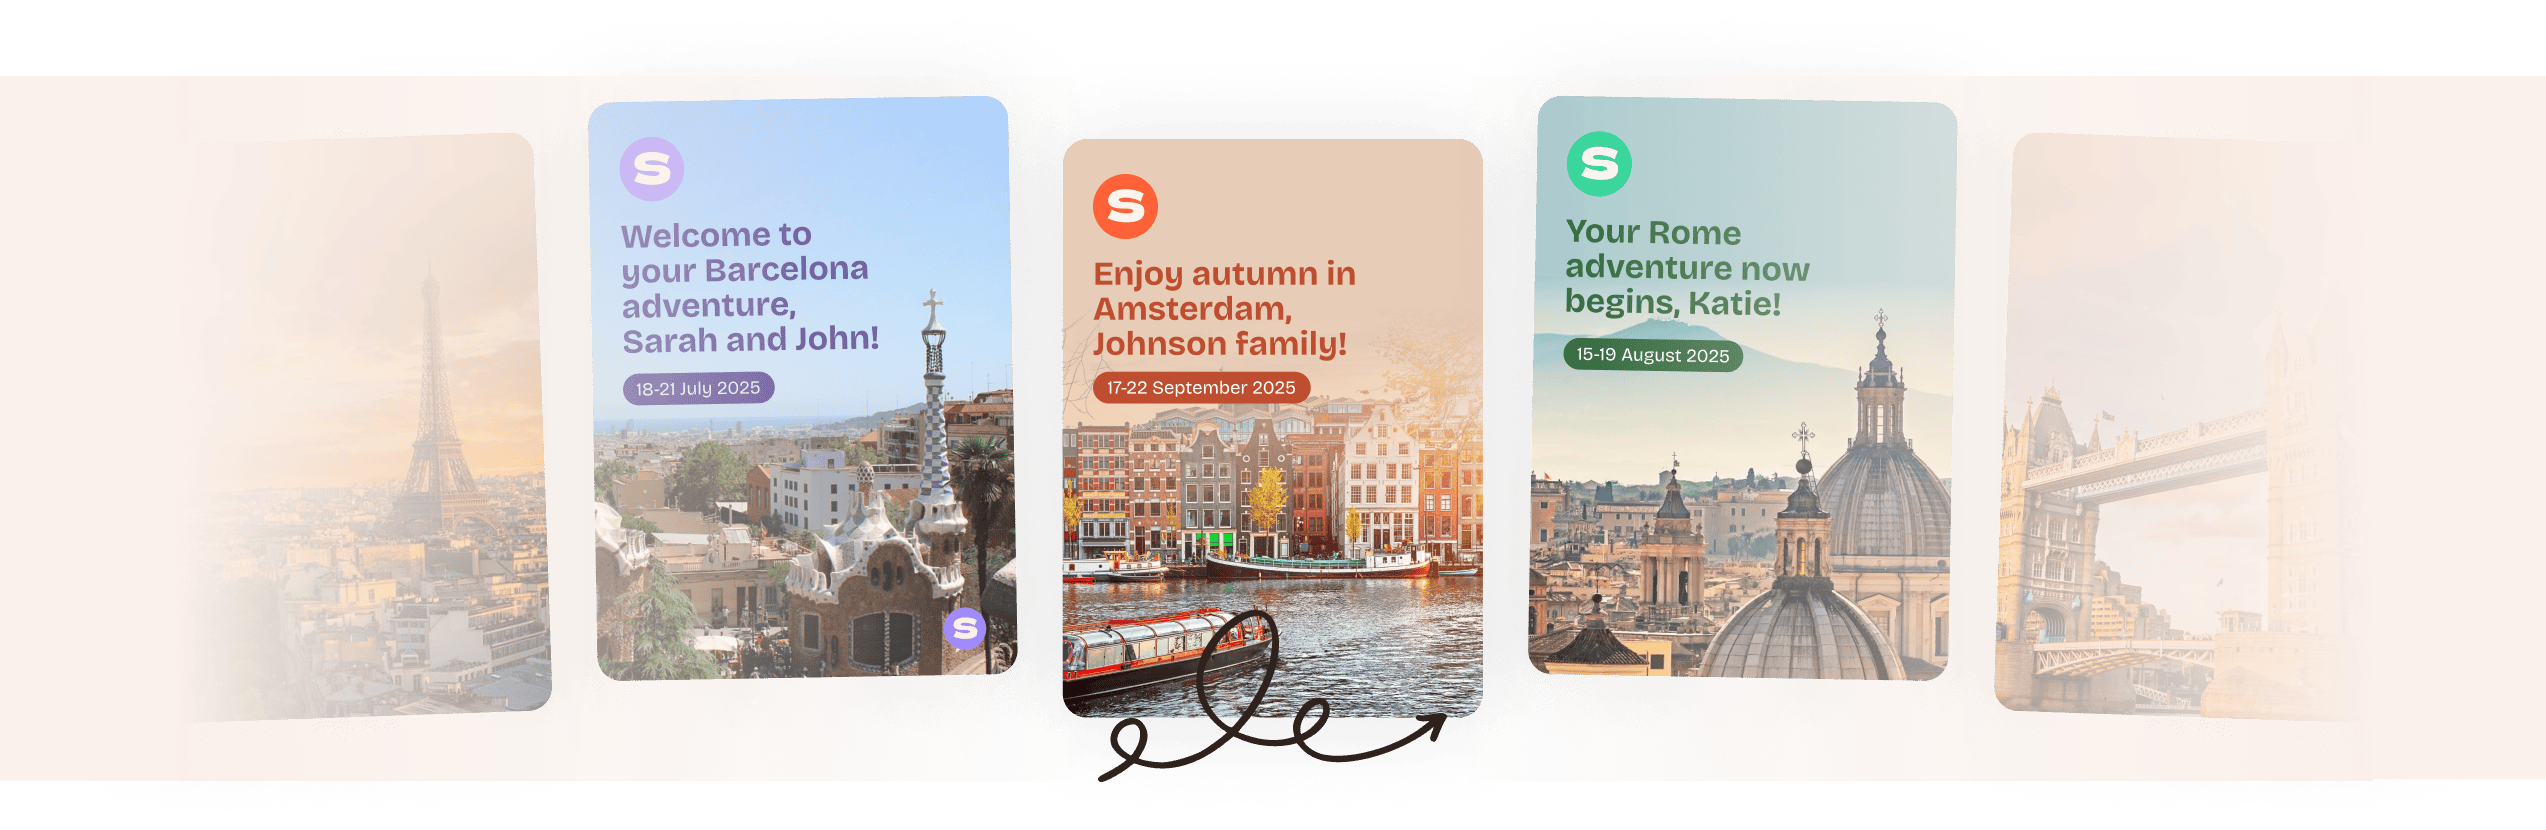 S
Welcome to
your Barcelona
adventure,
Sarah and John!
18-21 July 2025
S
S
Enjoy autumn in
Amsterdam,
Johnson family!
17-22 September 2025
S
Your Rome
adventure now
begins, Katie!
15-19 August 2025